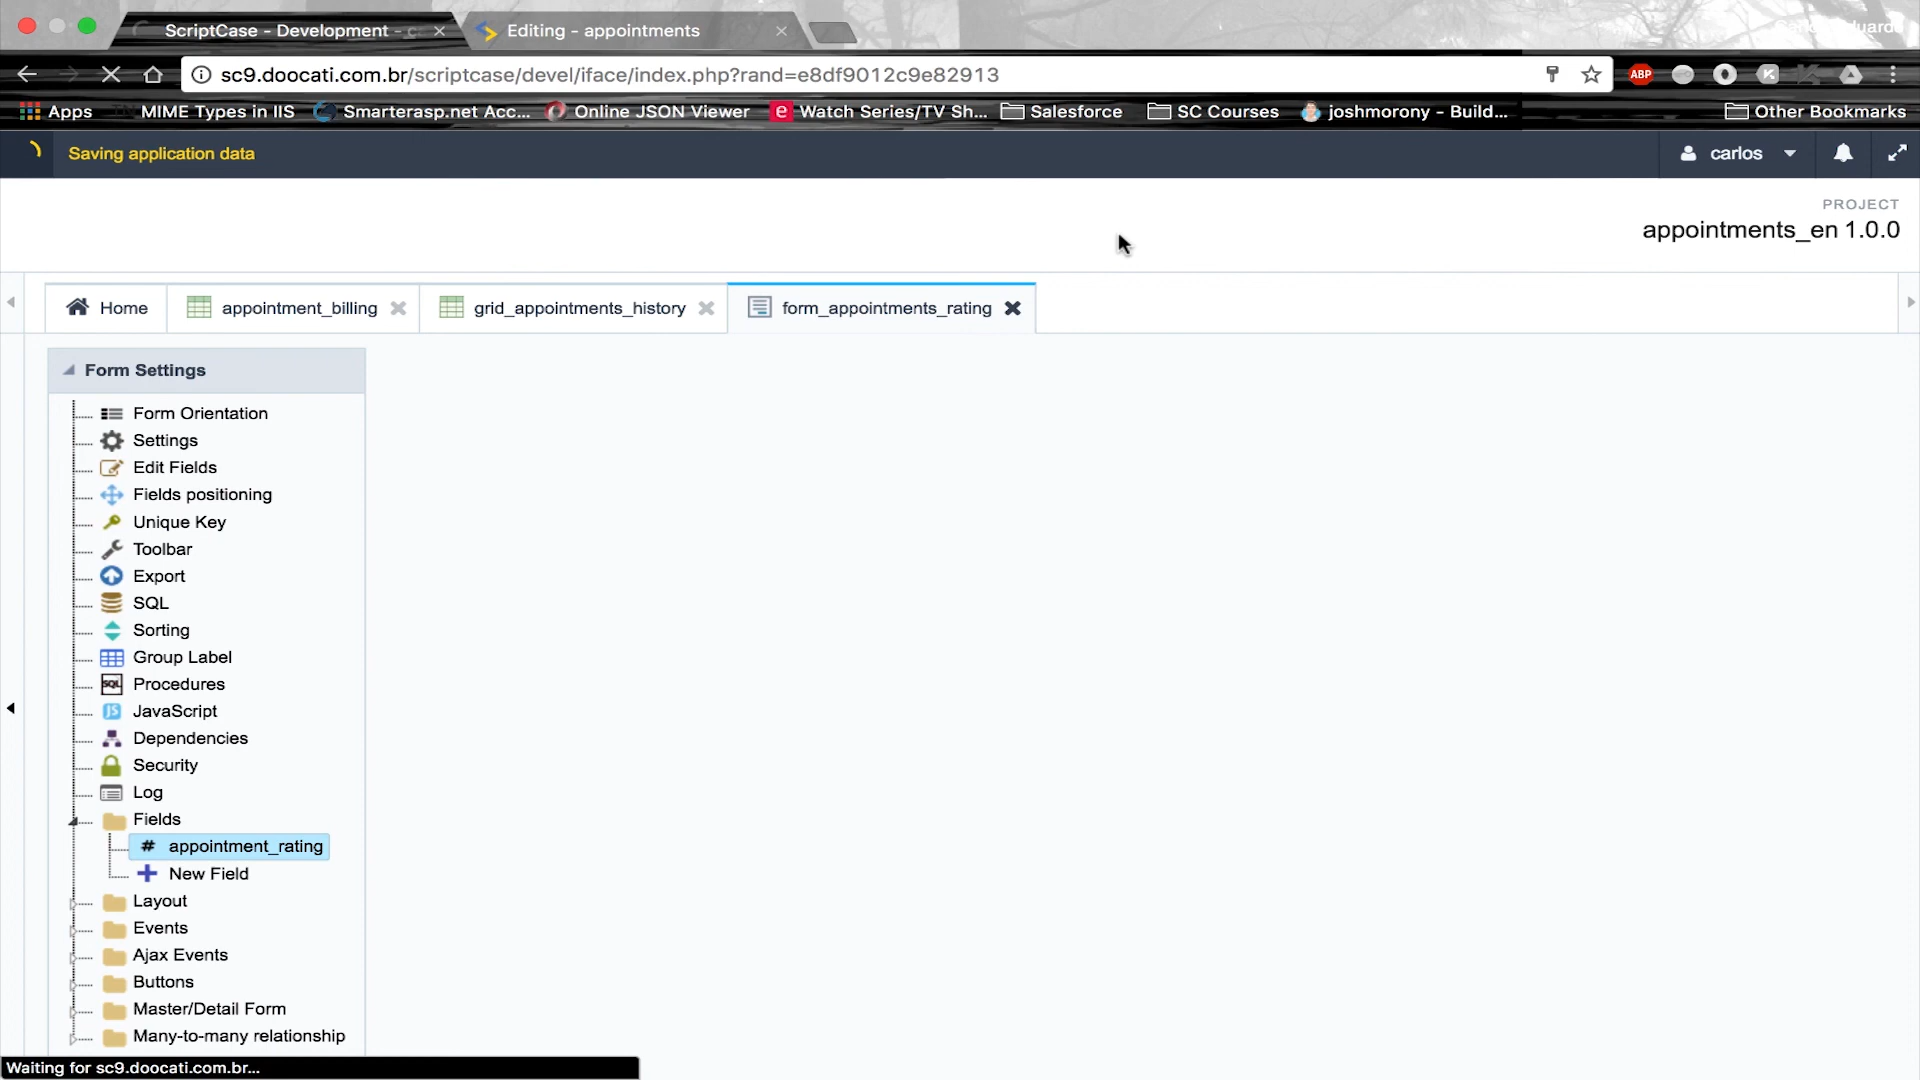 ScriptCase - Development - c
Editing - appointments
sc9.doocati.com.br/scriptcase/devel/iface/index.php?rand=e8df9012c9e82913
ABP
Apps
MIME Types in IIS
Smarterasp.net Acc...
Online JSON Viewer
Watch Series/TV Sh...
Salesforce
SC Courses
joshmorony - Build...
Other Bookmarks
Saving application data
carlos
PROJECT
appointments_en 1.0.0
Home
appointment_billing
grid_appointments_history
form_appointments_rating
Form Settings
Form Orientation
Settings
Edit Fields
Fields positioning
Unique Key
Toolbar
Export
SQL
Sorting
Group Label
Procedures
JavaScript
Dependencies
Security
Log
Fields
# appointment_rating
New Field
Layout
Events
Ajax Events
Buttons
Master/Detail Form
Many-to-many relationship
Waiting for sc9.doocati.com.br...